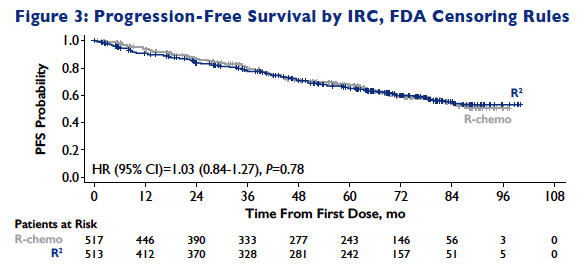 Figure 3: Progression-Free Survival by IRC, FDA Censoring Rules
PFS Probability
1.0
0.8
0.6
0.4
0.2
0.0
R²
R-chemo
HR (95% CI)=1.03 (0.84-1.27), P=0.78
0 12 24 36 48 60 72 84 96 108
Time From First Dose, mo
Patients at Risk
R-chemo 517 446 390 333 277 243 146 56 3 0
R² 513 412 370 328 281 242 157 51 5 0